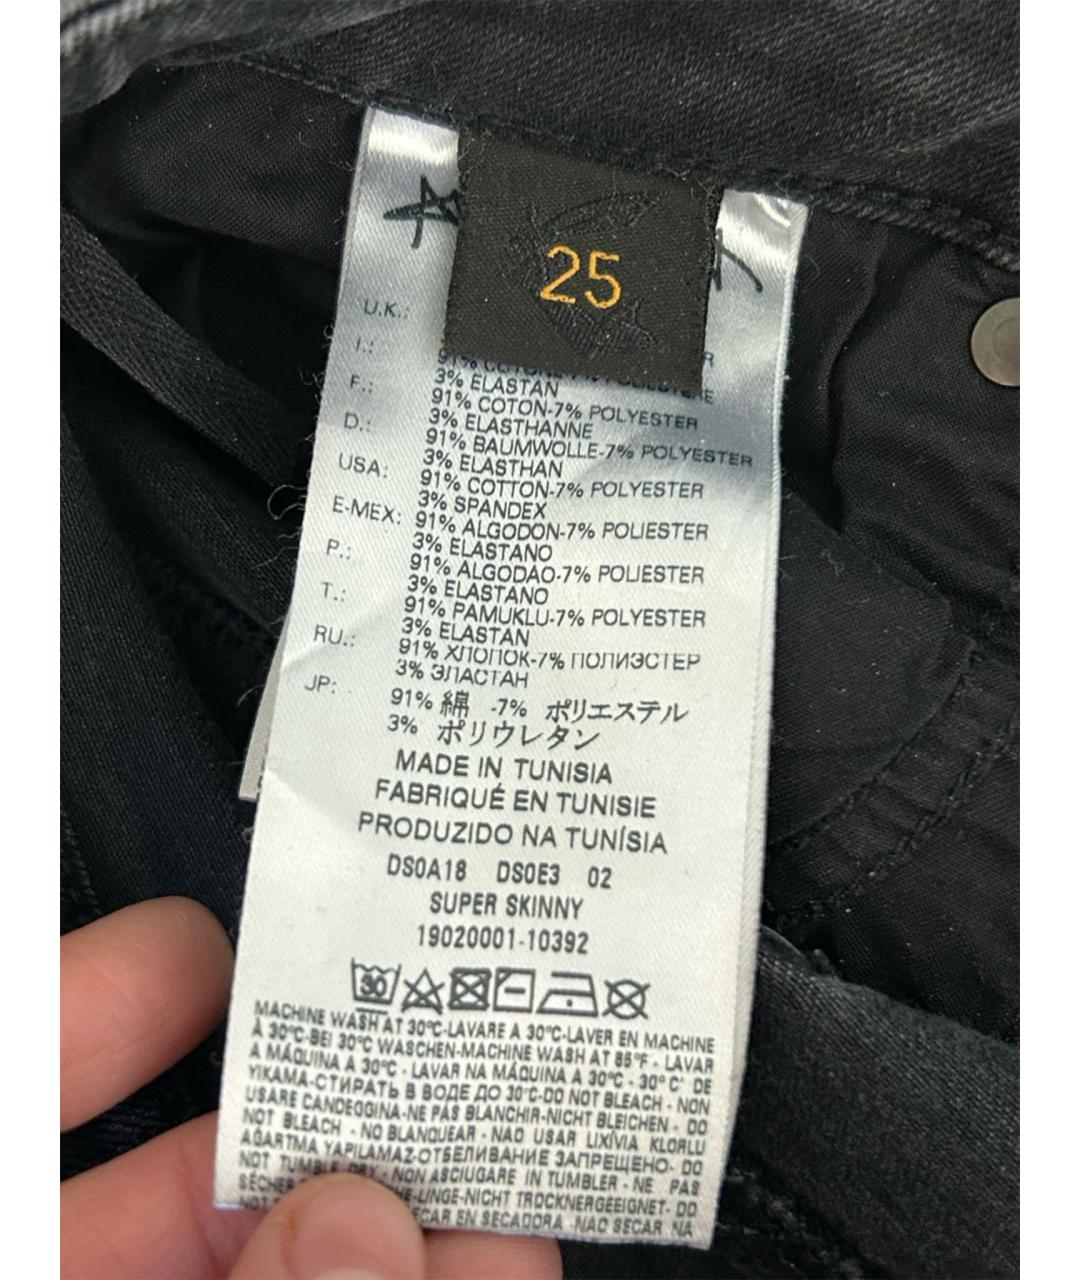 25
U.K.:
I.:
3% ELASTAN
F.: 91% COTON-7% POLYESTER
3% ELASTHANNE
D.: 91% BAUMWOLLE-7% POLYESTER
3% ELASTHAN
USA: 91% COTTON-7% POLYESTER
3% SPANDEX
E-MEX: 91% ALGODON-7% POLIESTER
3% ELASTANO
P.: 91% ALGODAO-7% POLIESTER
3% ELASTANO
T.: 91% PAMUKLU-7% POLYESTER
3% ELASTAN
RU.: 91% ХЛОПОК-7% ПОЛИЭСТЕР
3% ЭЛАСТАН
JP: 91% 綿 -7% ポリエステル
3% ポリウレタン
MADE IN TUNISIA
FABRIQUÉ EN TUNISIE
PRODUZIDO NA TUNÍSIA
DS0A18 DS0E3 02
SUPER SKINNY
19020001-10392
30
MACHINE WASH AT 30°C-LAVARE A 30°C-LAVER EN MACHINE
À 30°C-BEI 30°C WASCHEN-MACHINE WASH AT 86°F - LAVAR
A MÁQUINA A 30°C - LAVAR NA MÁQUINA A 30°C - 30°C' DE
YIKAMA-СТИРАТЬ В ВОДЕ ДО 30°C-DO NOT BLEACH - NON
USARE CANDEGGINA-NE PAS BLANCHIR-NICHT BLEICHEN - DO
NOT BLEACH - NO BLANQUEAR - NAO USAR LIXÍVIA KLORLU
AĞARTMA YAPILAMAZ-ОТБЕЛИВАНИЕ ЗАПРЕЩЕНО- DO
NOT TUMBLE DRY - NON ASCIUGARE IN TUMBLER - NE PAS
SÉCHER -LINGE-NICHT TROCKNERGEEIGNET- DO
NOT EN SECADORA -NAO SECAR NA